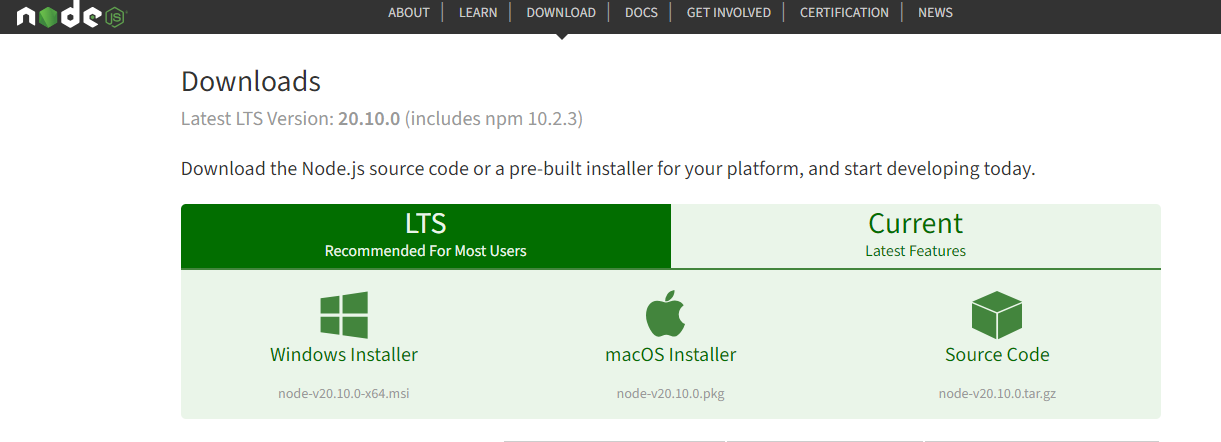 node JS
ABOUT LEARN DOWNLOAD DOCS GET INVOLVED CERTIFICATION NEWS
Downloads
Latest LTS Version: 20.10.0 (includes npm 10.2.3)
Download the Node.js source code or a pre-built installer for your platform, and start developing today.
LTS
Recommended For Most Users
Current
Latest Features
Windows Installer
node-v20.10.0-x64.msi
macOS Installer
node-v20.10.0.pkg
Source Code
node-v20.10.0.tar.gz